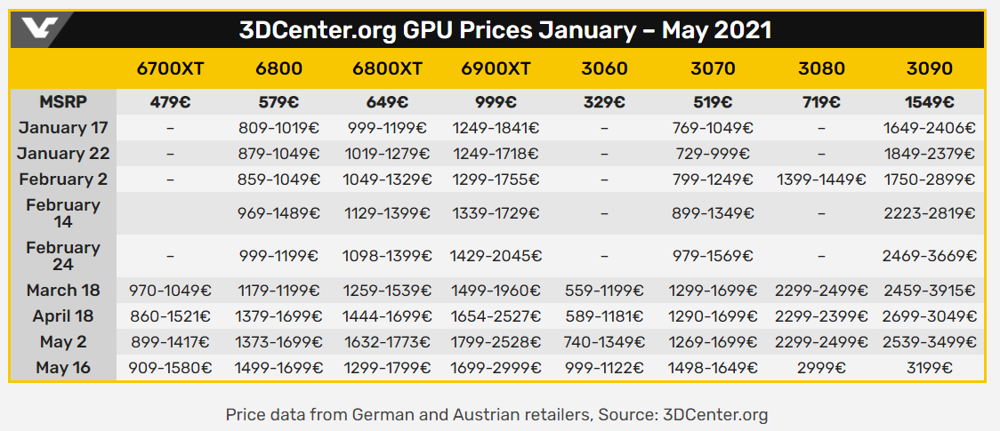 3DCenter.org GPU Prices January – May 2021
6700XT 6800 6800XT 6900XT 3060 3070 3080 3090
MSRP 479€ 579€ 649€ 999€ 329€ 519€ 719€ 1549€
January 17 – 809-1019€ 999-1199€ 1249-1841€ – 769-1049€ – 1649-2406€
January 22 – 879-1049€ 1019-1279€ 1249-1718€ – 729-999€ – 1849-2379€
February 2 – 859-1049€ 1049-1329€ 1299-1755€ – 799-1249€ 1399-1449€ 1750-2899€
February
14 969-1489€ 1129-1399€ 1339-1729€ – 899-1349€ – 2223-2819€
February
24 – 999-1199€ 1098-1399€ 1429-2045€ – 979-1569€ – 2469-3669€
March 18 970-1049€ 1179-1199€ 1259-1539€ 1499-1960€ 559-1199€ 1299-1699€ 2299-2499€ 2459-3915€
April 18 860-1521€ 1379-1699€ 1444-1699€ 1654-2527€ 589-1181€ 1290-1699€ 2299-2399€ 2699-3049€
May 2 899-1417€ 1373-1699€ 1632-1773€ 1799-2528€ 740-1349€ 1269-1699€ 2299-2499€ 2539-3499€
May 16 909-1580€ 1499-1699€ 1299-1799€ 1699-2999€ 999-1122€ 1498-1649€ 2999€ 3199€
Price data from German and Austrian retailers, Source: 3DCenter.org